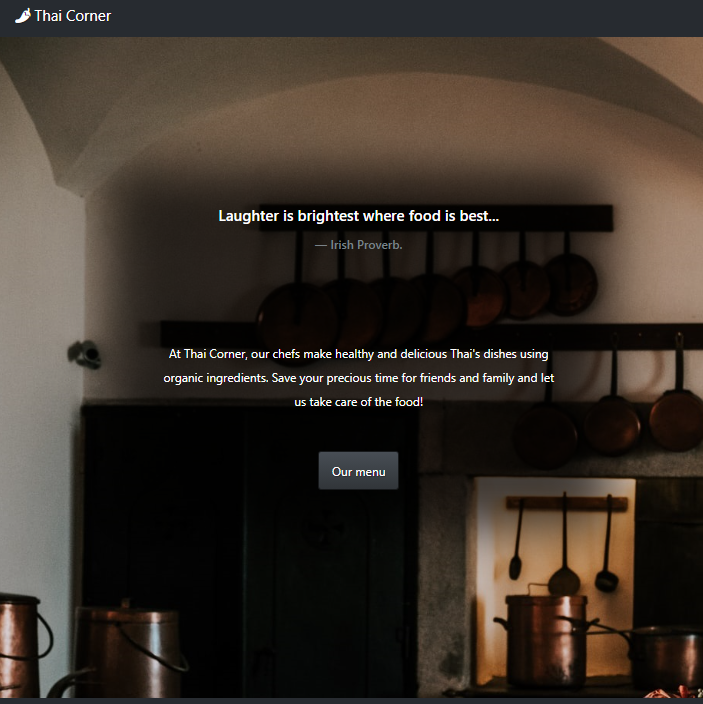 Thai Corner
Laughter is brightest where food is best...
— Irish Proverb.
At Thai Corner, our chefs make healthy and delicious Thai's dishes using
organic ingredients. Save your precious time for friends and family and let
us take care of the food!
Our menu